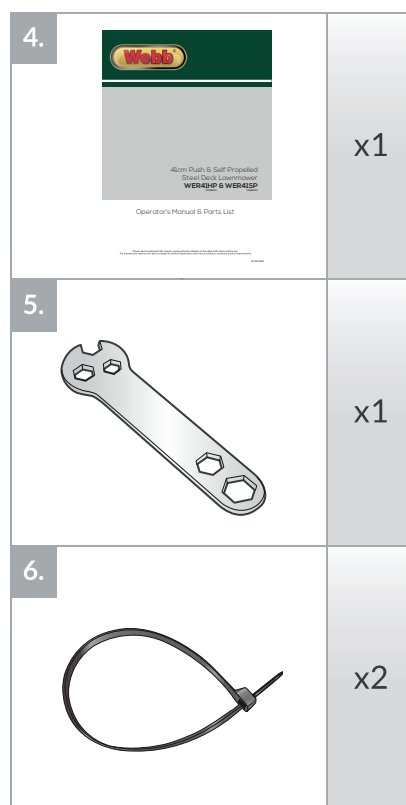 4.
Webb
41cm Push & Self Propelled
Steel Deck Lawnmower
WER41HP & WER41SP
Operator's Manual & Parts List
x1
5.
x1
6.
x2